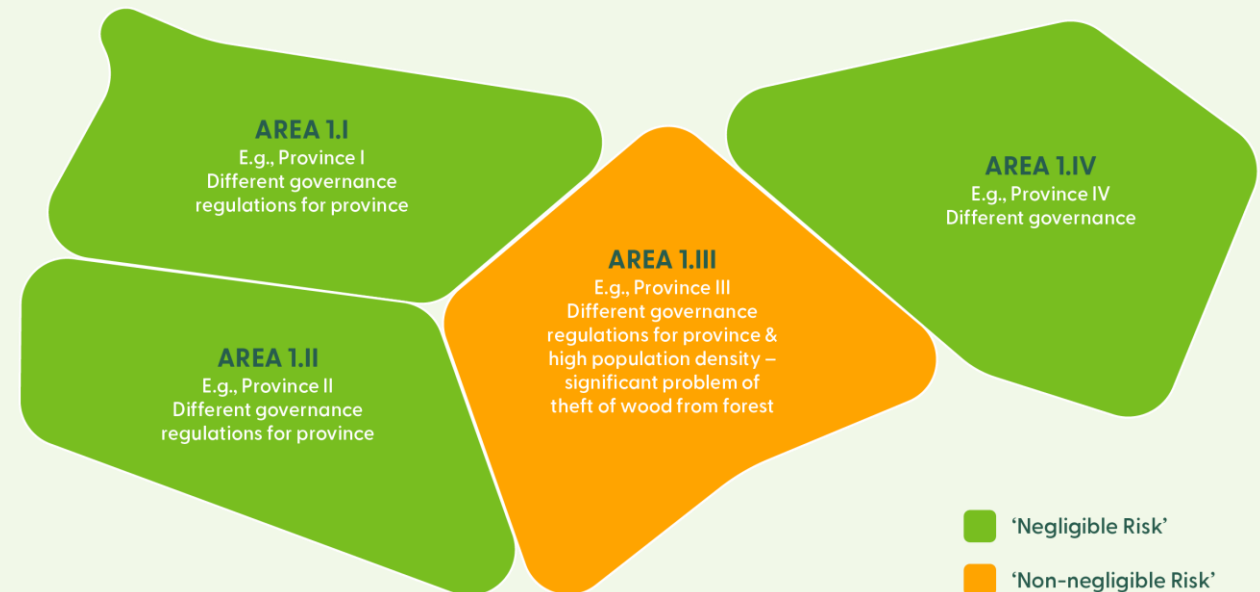 AREA 1.I
E.g., Province I
Different governance
regulations for province
AREA 1.II
E.g., Province II
Different governance
regulations for province
AREA 1.III
E.g., Province III
Different governance
regulations for province &
high population density –
significant problem of
theft of wood from forest
AREA 1.IV
E.g., Province IV
Different governance
‘Negligible Risk’
‘Non-negligible Risk’